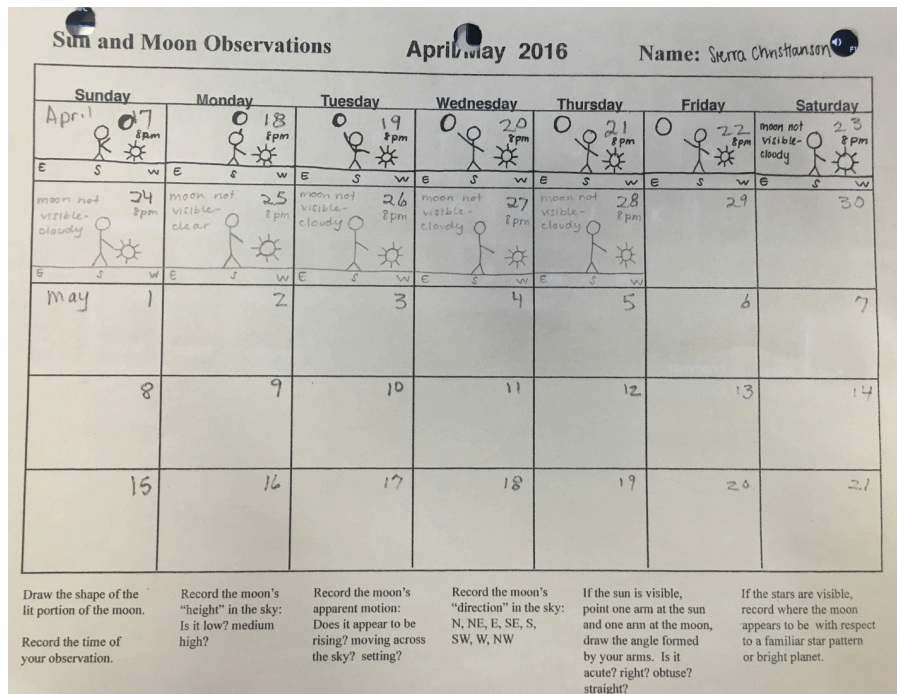 Sun and Moon Observations April/May 2016 Name: Sierra Christianson
Sunday Monday Tuesday Wednesday Thursday Friday Saturday
April 17 18 19 20 21 22 moon not 23
8pm 8pm 8pm 8pm 8pm 8pm visible- 8pm
cloudy
E S W E S W E S W E S W E S W E S W E S W
moon not 24 moon not 25 moon not 26 moon not 27 moon not 28 29 30
visible- 8pm visible- 8pm visible- 8pm visible- 8pm visible- 8pm
cloudy clear cloudy cloudy cloudy
E S W E S W E S W E S W E S W
May 1 2 3 4 5 6 7
8 9 10 11 12 13 14
15 16 17 18 19 20 21
Draw the shape of the
lit portion of the moon.
Record the time of
your observation.
Record the moon's
"height" in the sky:
Is it low? medium
high?
Record the moon's
apparent motion:
Does it appear to be
rising? moving across
the sky? setting?
Record the moon's
"direction" in the sky:
N, NE, E, SE, S,
SW, W, NW
If the sun is visible,
point one arm at the sun
and one arm at the moon,
draw the angle formed
by your arms. Is it
acute? right? obtuse?
straight?
If the stars are visible,
record where the moon
appears to be with respect
to a familiar star pattern
or bright planet.